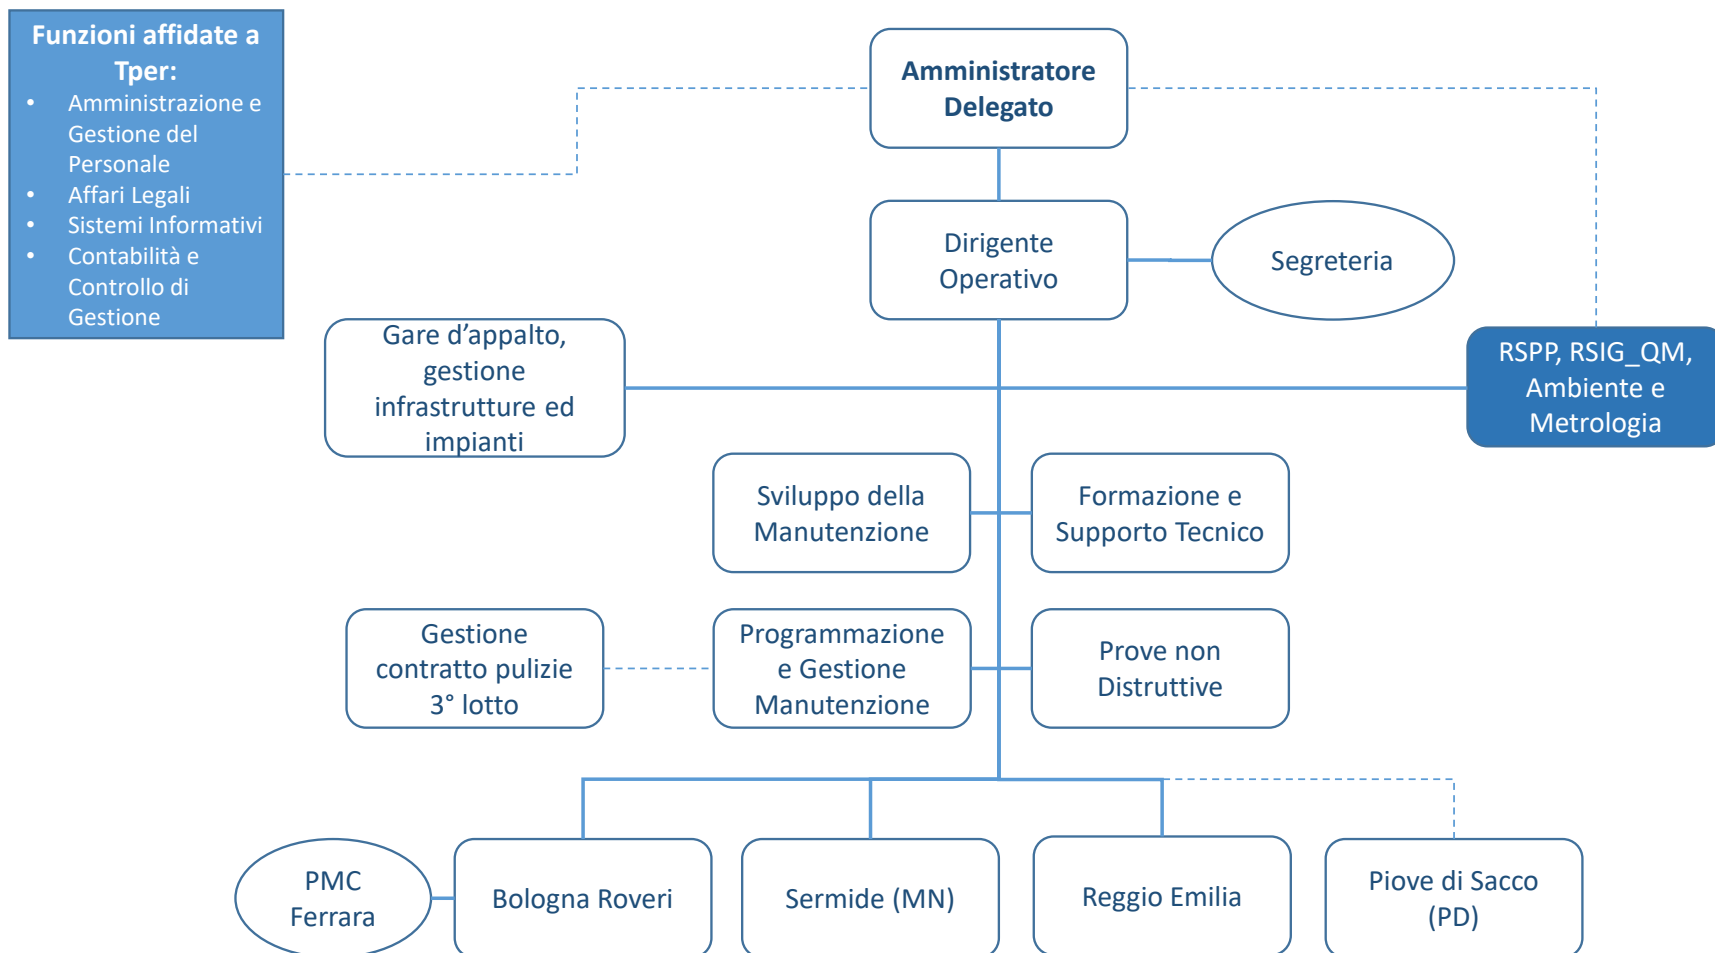 Funzioni affidate a
Tper:
• Amministrazione e
Gestione del
Personale
• Affari Legali
• Sistemi Informativi
• Contabilità e
Controllo di
Gestione
Amministratore
Delegato
Dirigente
Operativo
Segreteria
Gare d’appalto,
gestione
infrastrutture ed
impianti
RSPP, RSIG_QM,
Ambiente e
Metrologia
Sviluppo della
Manutenzione
Formazione e
Supporto Tecnico
Gestione
contratto pulizie
3° lotto
Programmazione
e Gestione
Manutenzione
Prove non
Distruttive
PMC
Ferrara
Bologna Roveri
Sermide (MN)
Reggio Emilia
Piove di Sacco
(PD)